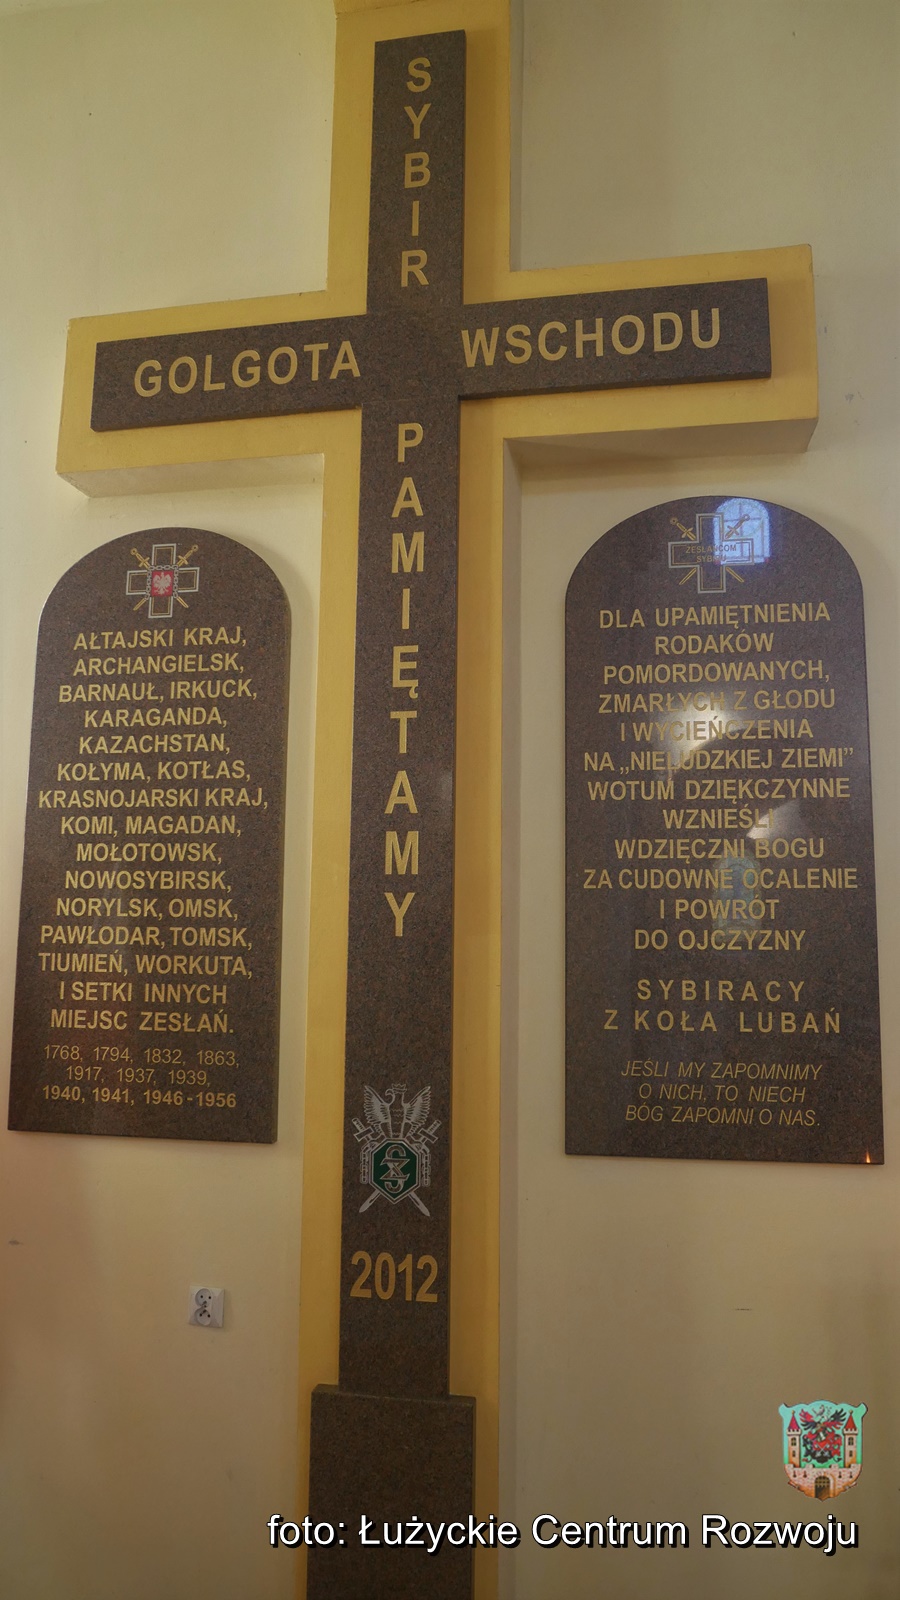 SYBIR
GOLGOTA WSCHODU
PAMIĘTAMY
2012
AŁTAJSKI KRAJ,
ARCHANGIELSK,
BARNAUŁ, IRKUCK,
KARAGANDA,
KAZACHSTAN,
KOŁYMA, KOTŁAS,
KRASNOJARSKI KRAJ,
KOMI, MAGADAN,
MOŁOTOWSK,
NOWOSYBIRSK,
NORYLSK, OMSK,
PAWŁODAR, TOMSK,
TIUMIEŃ, WORKUTA,
I SETKI INNYCH
MIEJSC ZESŁAŃ.
1768, 1794, 1832, 1863,
1917, 1937, 1939,
1940, 1941, 1946-1956
ZESŁAŃCOM
SYBIRU
DLA UPAMIĘTNIENIA
RODAKÓW
POMORDOWANYCH,
ZMARŁYCH Z GŁODU
I WYCIEŃCZENIA
NA „NIELUDZKIEJ ZIEMI”
WOTUM DZIĘKCZYNNE
WZNIEŚLI
WDZIĘCZNI BOGU
ZA CUDOWNE OCALENIE
I POWRÓT
DO OJCZYZNY
SYBIRACY
Z KOŁA LUBAŃ
JEŚLI MY ZAPOMNIMY
O NICH, TO NIECH
BÓG ZAPOMNI O NAS.
foto: Łużyckie Centrum Rozwoju